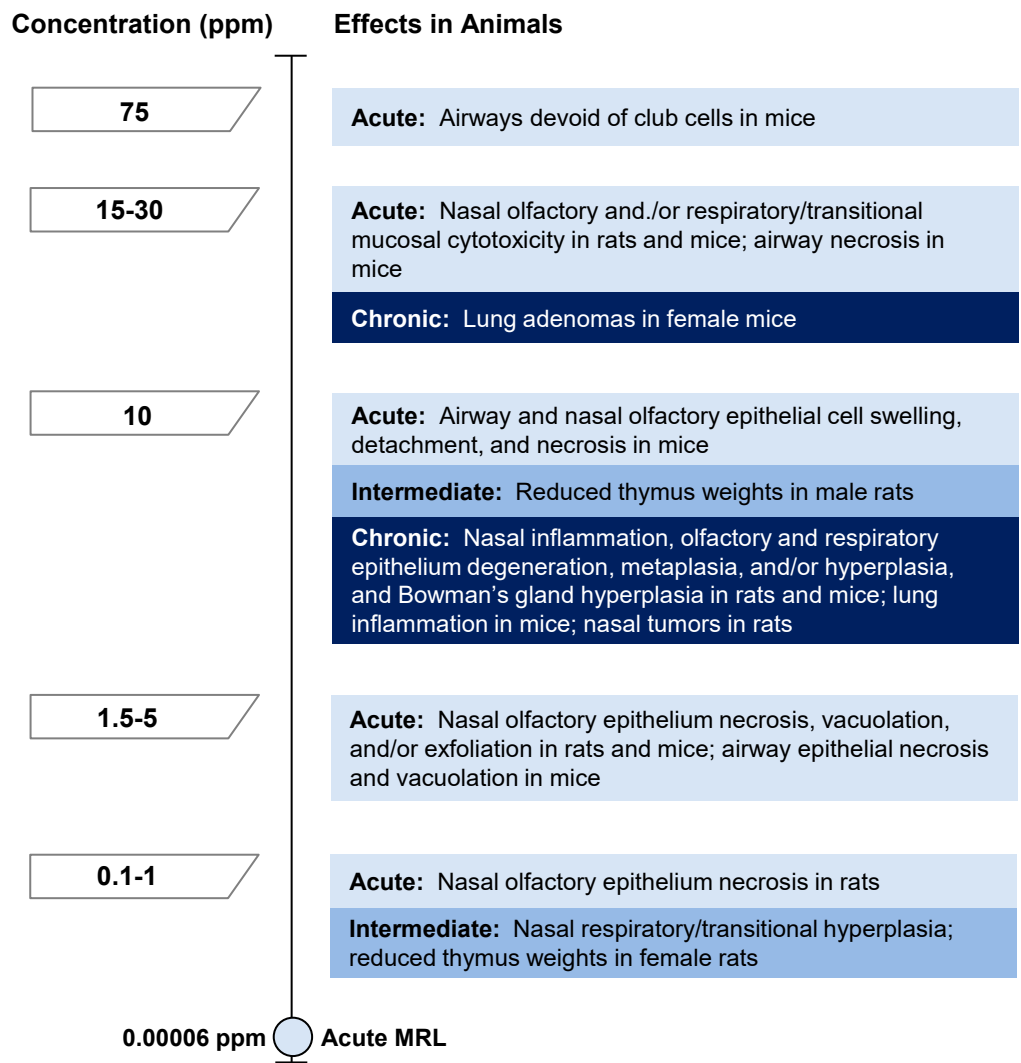 Concentration (ppm) Effects in Animals
75
Acute: Airways devoid of club cells in mice
15-30
Acute: Nasal olfactory and./or respiratory/transitional
mucosal cytotoxicity in rats and mice; airway necrosis in
mice
Chronic: Lung adenomas in female mice
10
Acute: Airway and nasal olfactory epithelial cell swelling,
detachment, and necrosis in mice
Intermediate: Reduced thymus weights in male rats
Chronic: Nasal inflammation, olfactory and respiratory
epithelium degeneration, metaplasia, and/or hyperplasia,
and Bowman’s gland hyperplasia in rats and mice; lung
inflammation in mice; nasal tumors in rats
1.5-5
Acute: Nasal olfactory epithelium necrosis, vacuolation,
and/or exfoliation in rats and mice; airway epithelial necrosis
and vacuolation in mice
0.1-1
Acute: Nasal olfactory epithelium necrosis in rats
Intermediate: Nasal respiratory/transitional hyperplasia;
reduced thymus weights in female rats
0.00006 ppm Acute MRL